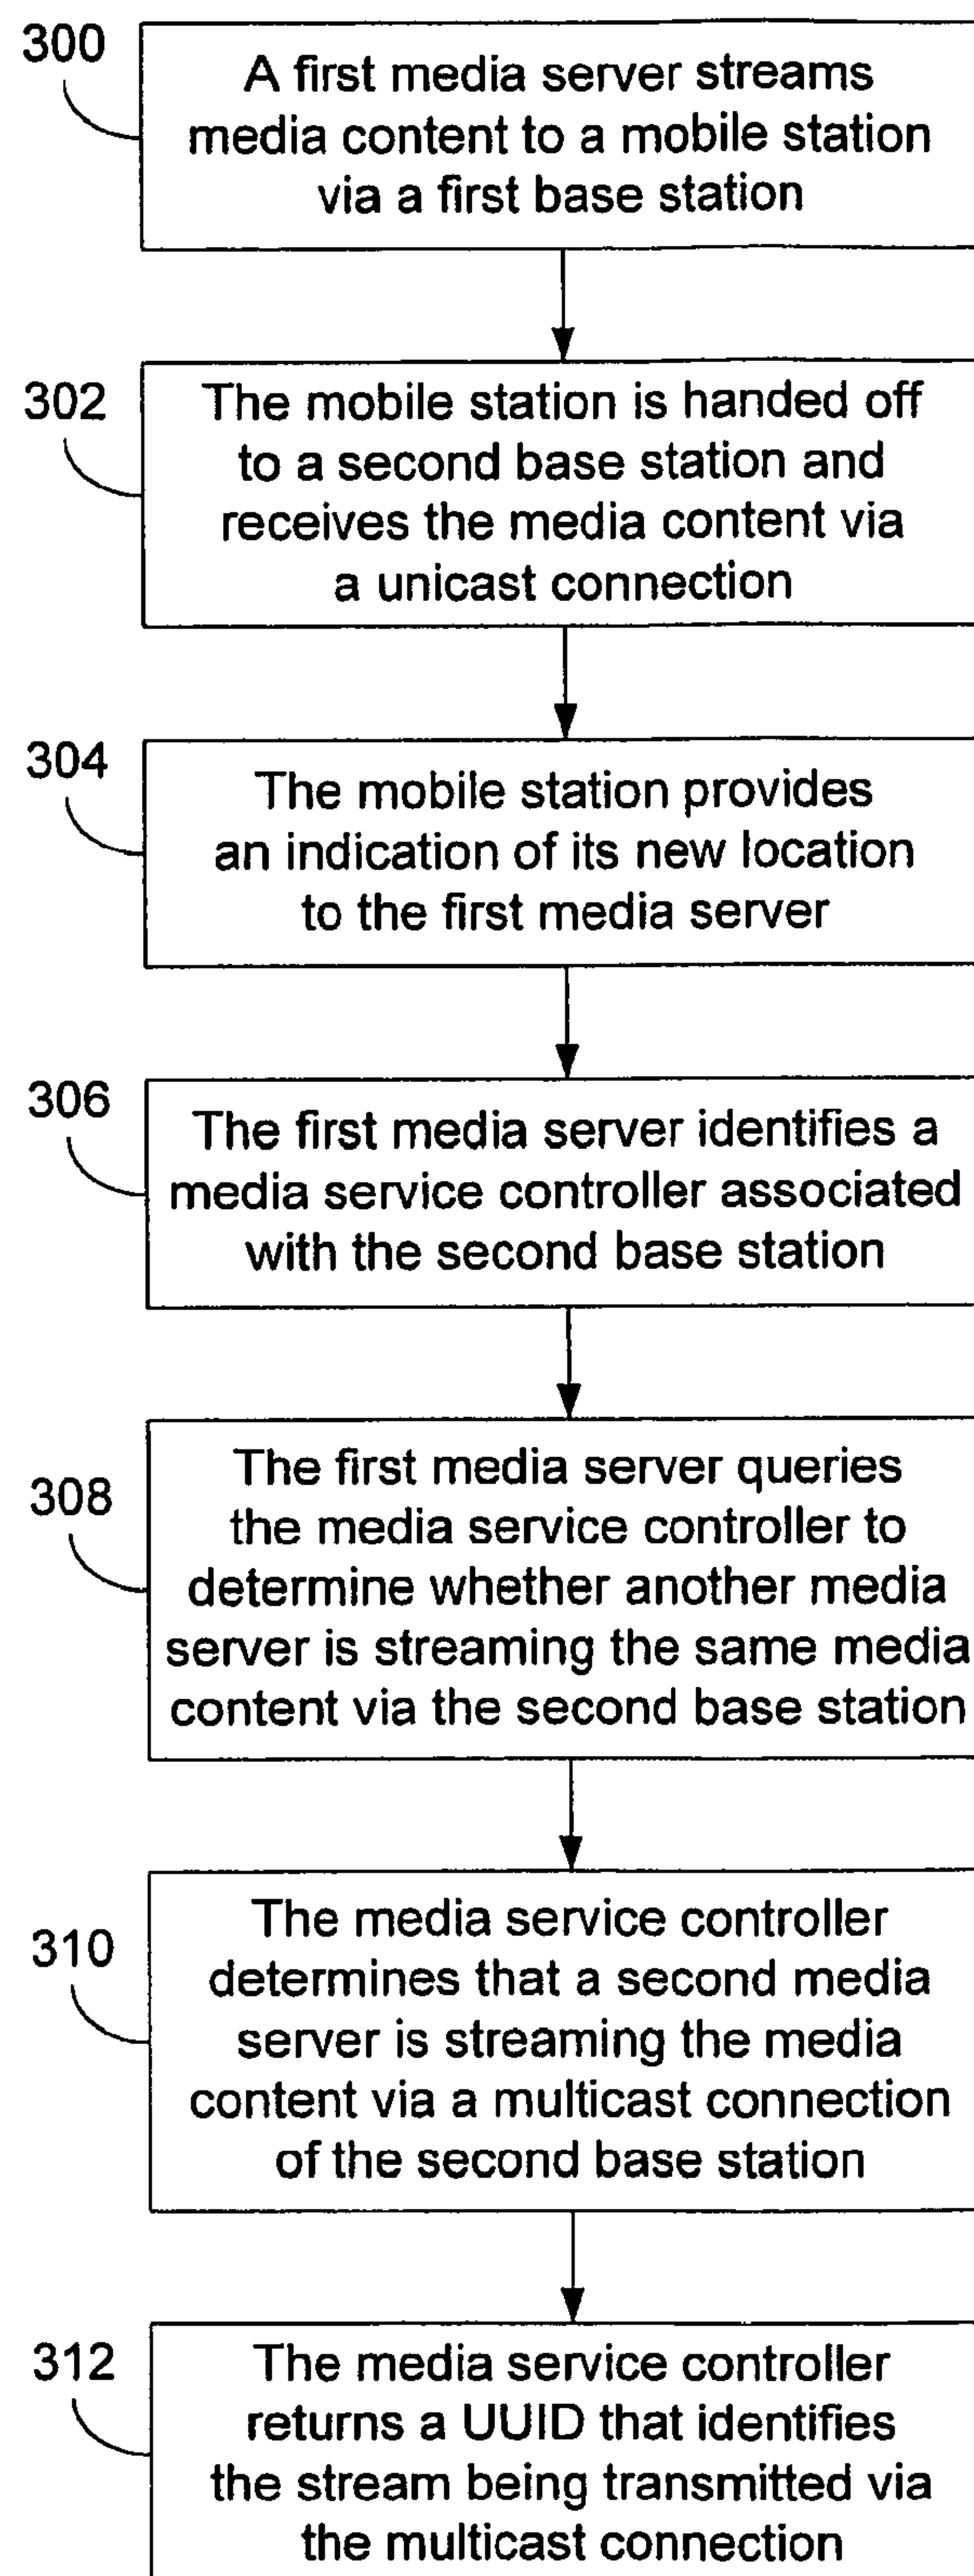 300
A first media server streams
media content to a mobile station
via a first base station
302
The mobile station is handed off
to a second base station and
receives the media content via
a unicast connection
304
The mobile station provides
an indication of its new location
to the first media server
306
The first media server identifies a
media service controller associated
with the second base station
308
The first media server queries
the media service controller to
determine whether another media
server is streaming the same media
content via the second base station
310
The media service controller
determines that a second media
server is streaming the media
content via a multicast connection
of the second base station
312
The media service controller
returns a UUID that identifies
the stream being transmitted via
the multicast connection